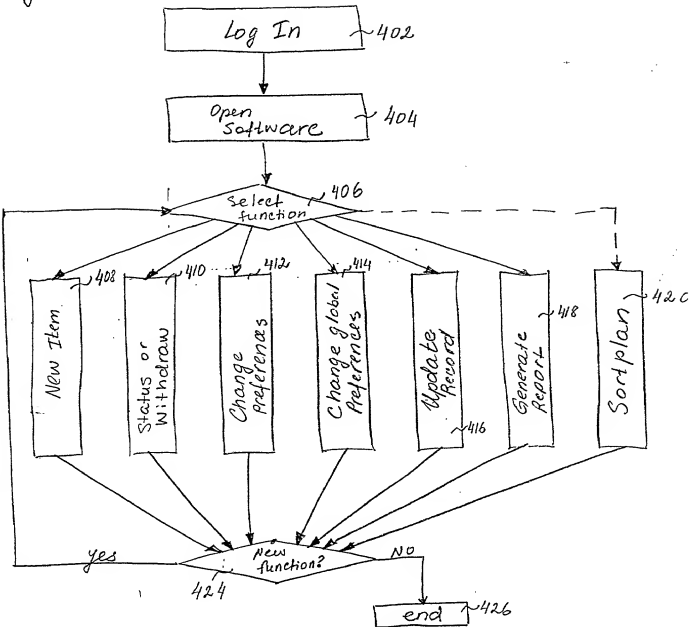 Log In
402
Open
Software
404
Select
function
406
408
New Item
410
Status or
Withdraw
412
Change
Preferences
414
Change global
Preferences
Update
Record
416
418
Generate
Report
Sortplan
yes
New
function?
424
NO
end
426